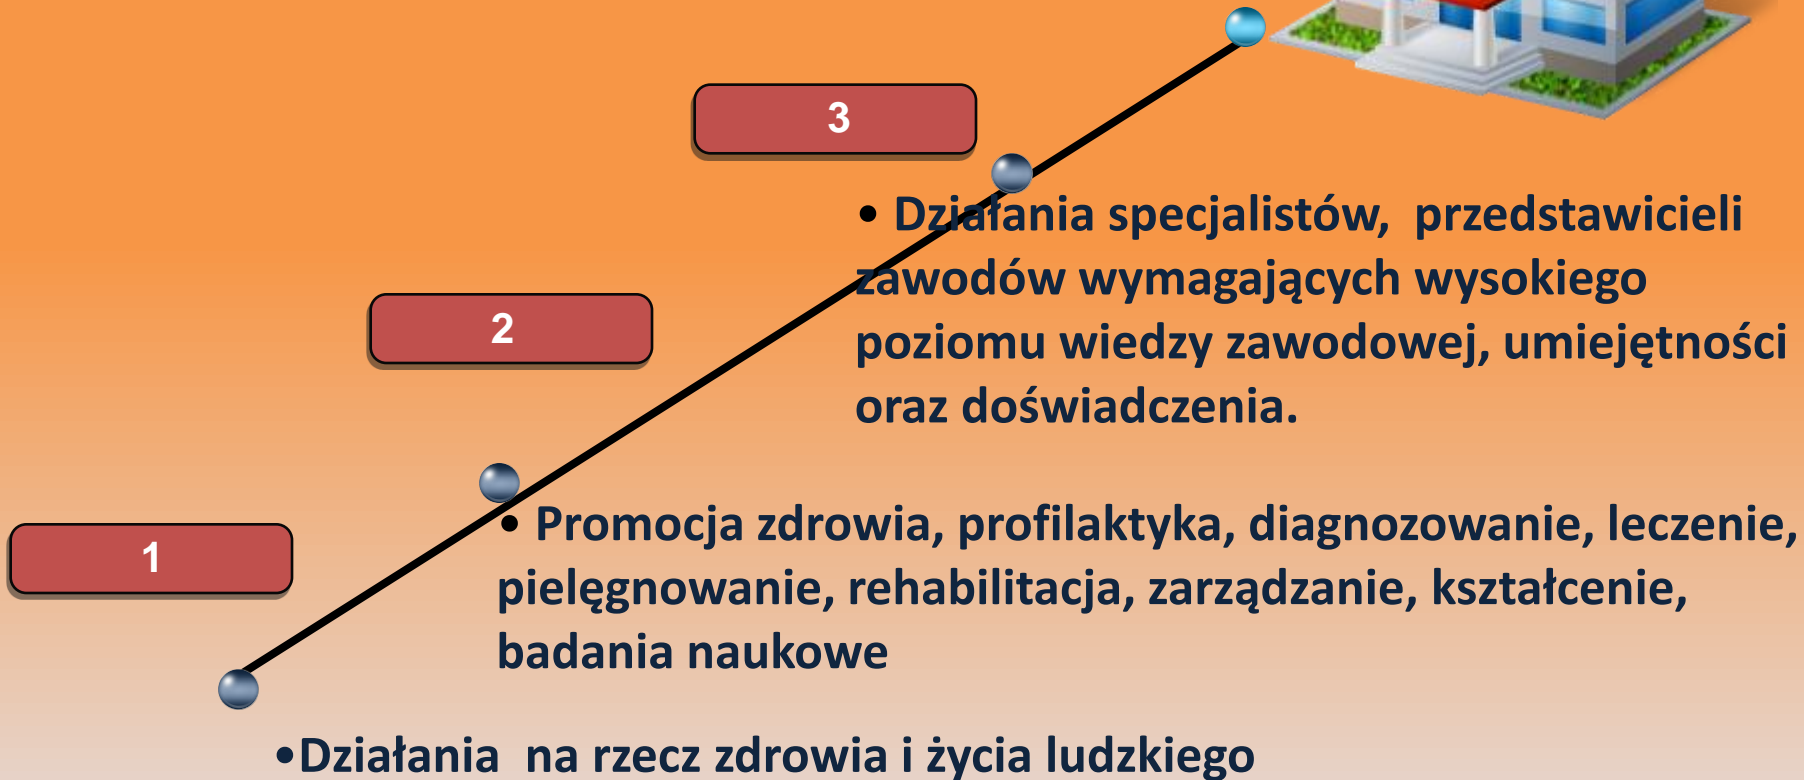 3
• Działania specjalistów, przedstawicieli
zawodów wymagających wysokiego
poziomu wiedzy zawodowej, umiejętności
oraz doświadczenia.
2
• Promocja zdrowia, profilaktyka, diagnozowanie, leczenie,
pielęgnowanie, rehabilitacja, zarządzanie, kształcenie,
badania naukowe
1
•Działania na rzecz zdrowia i życia ludzkiego